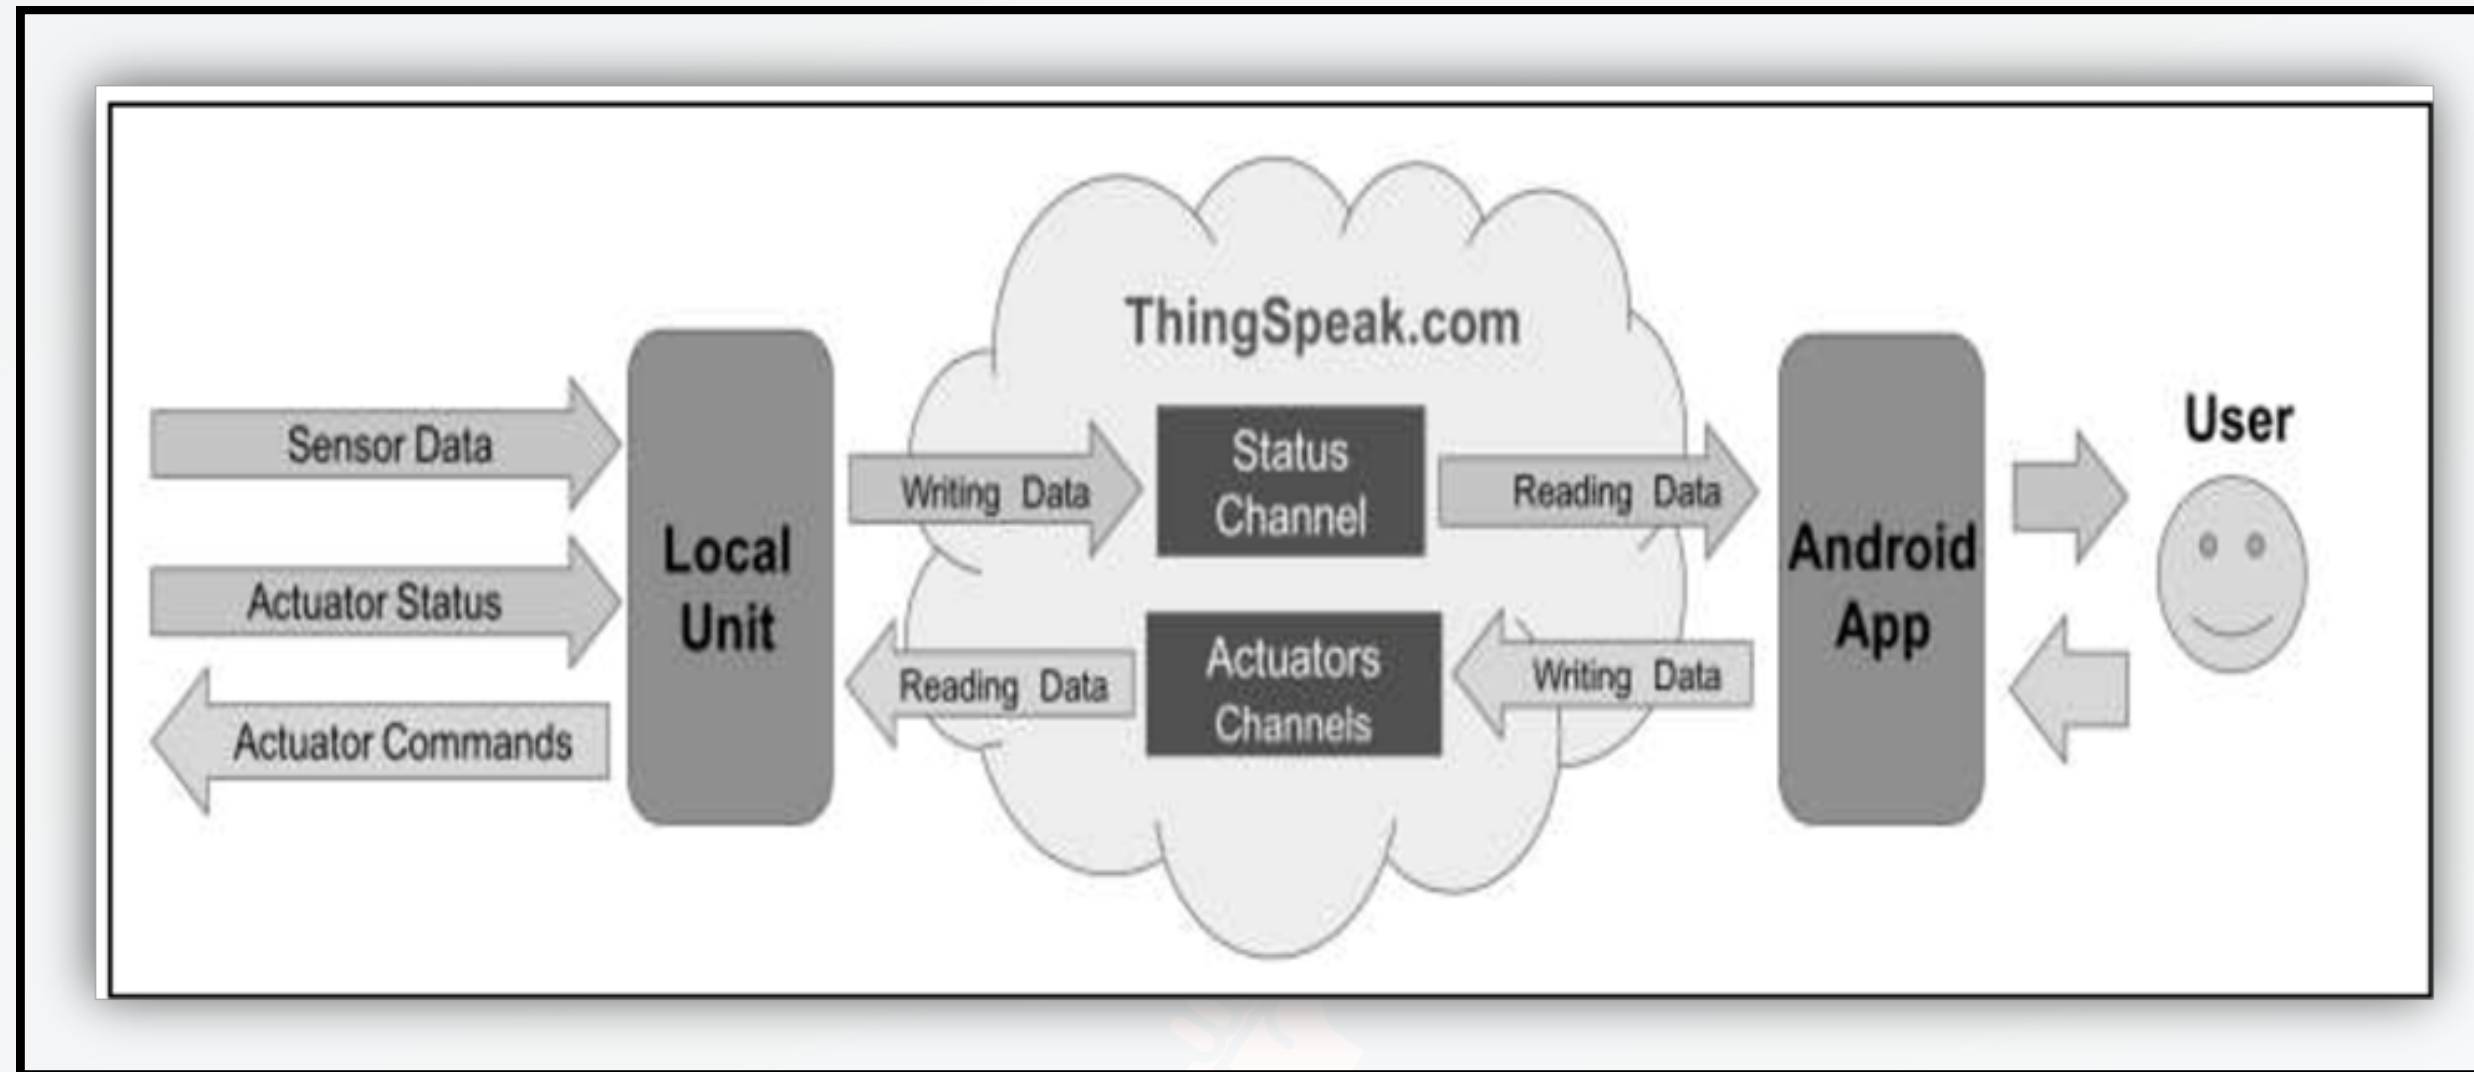 ThingSpeak.com
Sensor Data
Actuator Status
Actuator Commands
Local
Unit
Writing Data
Reading Data
Status
Channel
Actuators
Channels
Reading Data
Writing Data
Android
App
User